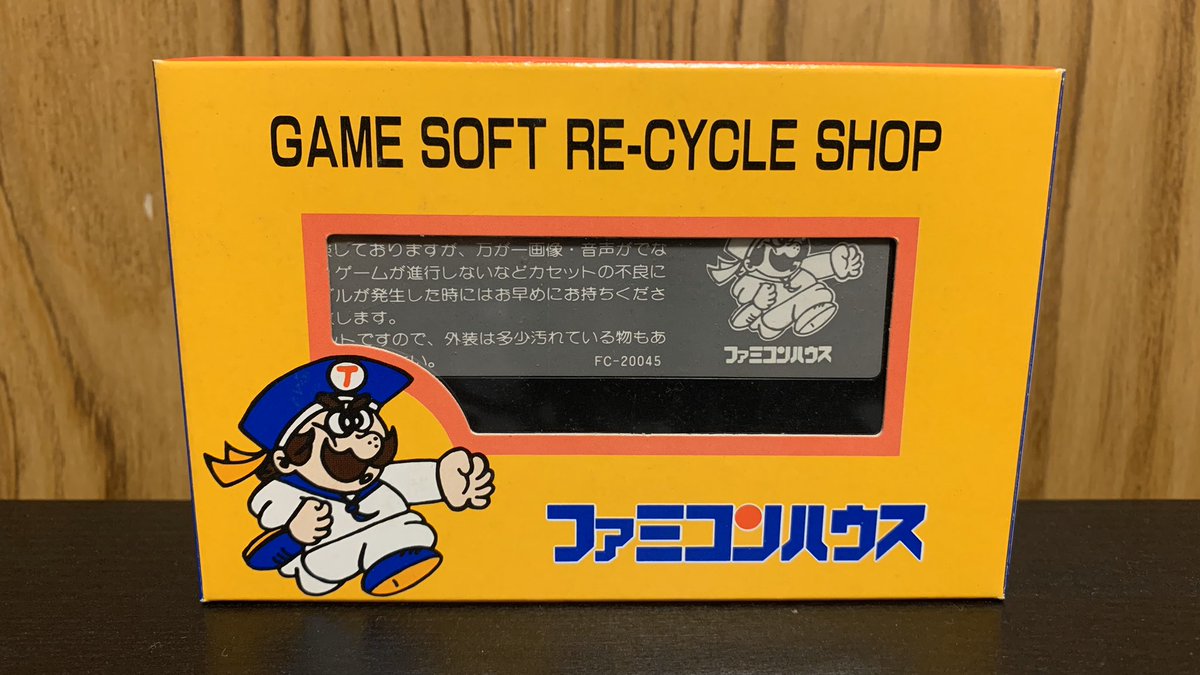 GAME SOFT RE-CYCLE SHOP
しておりますが、万が一画像・音声がでな
ゲームが進行しないなどカセットの不良に
ブルが発生した時にはお早めにお持ちくださ
します。
ットですので、外装は多少汚れている物もあ
い。
FC-20045
ファミコンハウス
T
ファミコンハウス